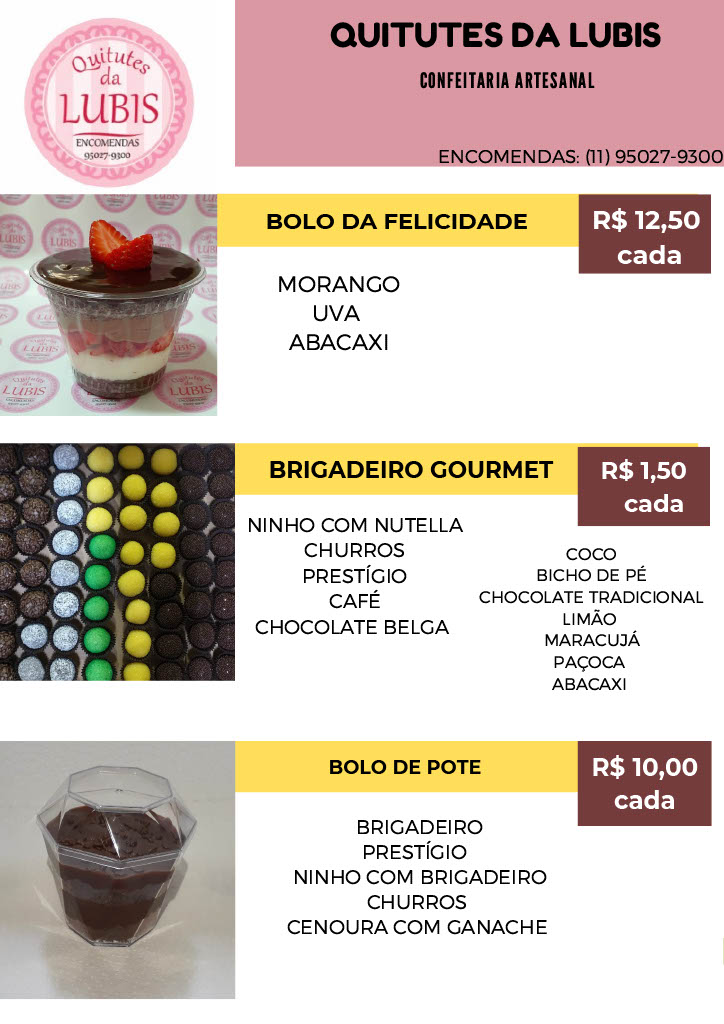 Quitutes
da
LUBIS
ENCOMENDAS
95027-9300
QUITUTES DA LUBIS
CONFEITARIA ARTESANAL
ENCOMENDAS: (11) 95027-9300
BOLO DA FELICIDADE
R$ 12,50
cada
MORANGO
UVA
ABACAXI
BRIGADEIRO GOURMET
R$ 1,50
cada
NINHO COM NUTELLA
CHURROS
PRESTÍGIO
CAFÉ
CHOCOLATE BELGA
COCO
BICHO DE PÉ
CHOCOLATE TRADICIONAL
LIMÃO
MARACUJÁ
PAÇOCA
ABACAXI
BOLO DE POTE
R$ 10,00
cada
BRIGADEIRO
PRESTÍGIO
NINHO COM BRIGADEIRO
CHURROS
CENOURA COM GANACHE